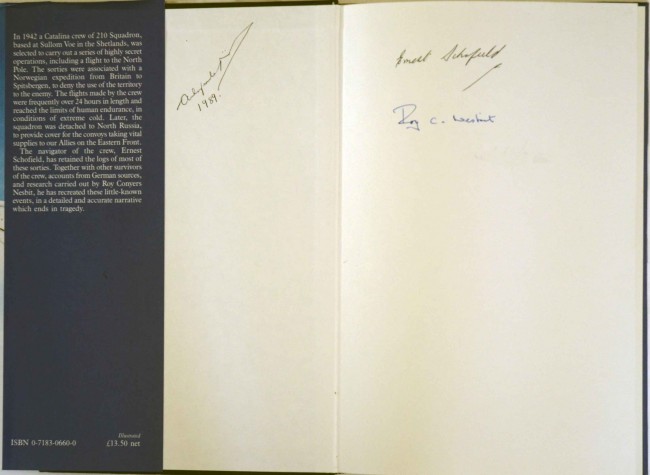 In 1942 a Catalina crew of 210 Squadron,
based at Sullom Voe in the Shetlands, was
selected to carry out a series of highly secret
operations, including a flight to the North
Pole. The sorties were associated with a
Norwegian expedition from Britain to
Spitsbergen, to deny the use of the territory
to the enemy. The flights made by the crew
were frequently over 24 hours in length and
reached the limits of human endurance, in
conditions of extreme cold. Later, the
squadron was detached to North Russia,
to provide cover for the convoys taking vital
supplies to our Allies on the Eastern Front.
The navigator of the crew, Ernest
Schofield, has retained the logs of most of
these sorties. Together with other survivors
of the crew, accounts from German sources,
and research carried out by Roy Conyers
Nesbit, he has recreated these little-known
events, in a detailed and accurate narrative
which ends in tragedy.
Illustrated
ISBN 0-7183-0660-0 £13.50 net
1989.
Ernest Schofield
Roy C. Nesbit